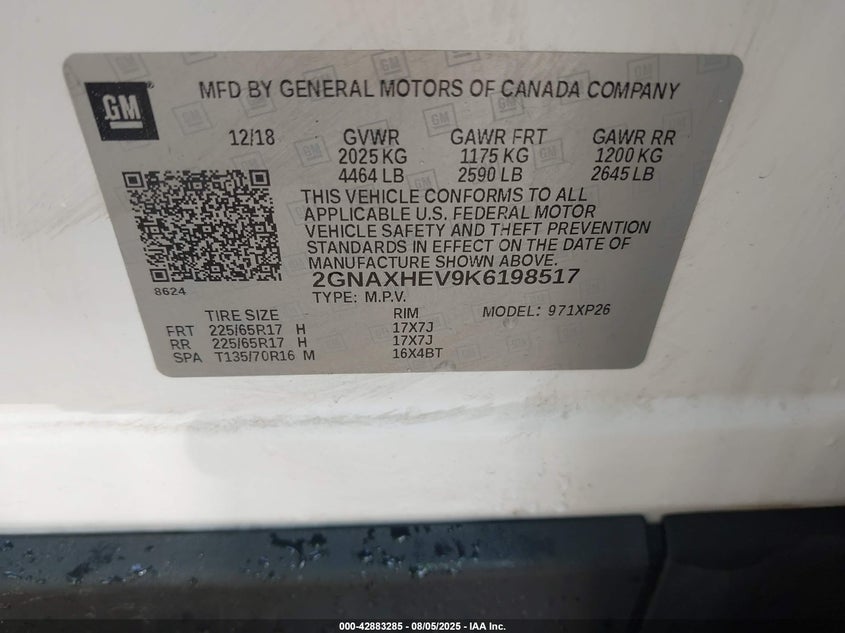 GM
®
MFD BY GENERAL MOTORS OF CANADA COMPANY
12/18 GVWR GAWR FRT GAWR RR
2025 KG 1175 KG 1200 KG
4464 LB 2590 LB 2645 LB
THIS VEHICLE CONFORMS TO ALL
APPLICABLE U.S. FEDERAL MOTOR
VEHICLE SAFETY AND THEFT PREVENTION
STANDARDS IN EFFECT ON THE DATE OF
MANUFACTURE SHOWN ABOVE.
8624
2GNAXHEV9K6198517
TYPE: M.P.V.
TIRE SIZE RIM MODEL: 971XP26
FRT 225/65R17 H 17X7J
RR 225/65R17 H 17X7J
SPA T135/70R16 M 16X4BT
000-42883285 - 08/05/2025 - IAA Inc.